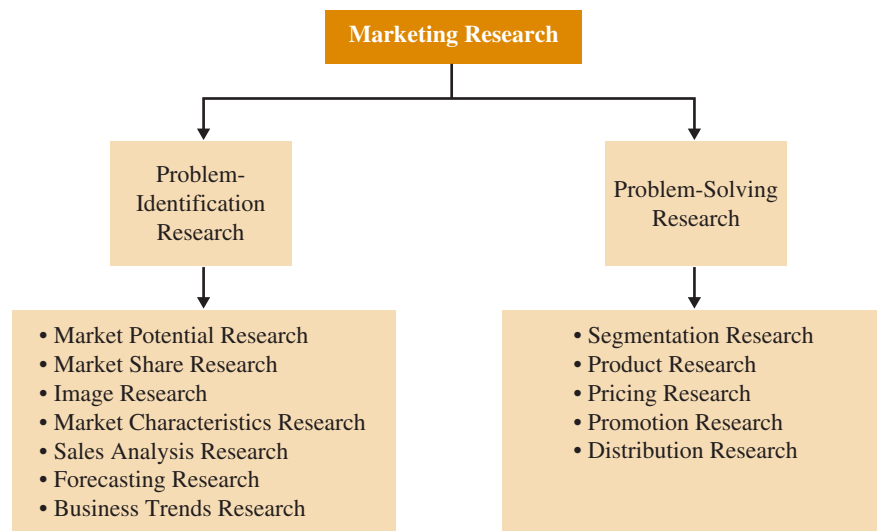 Marketing Research
Problem-
Identification
Research
Problem-Solving
Research
• Market Potential Research
• Market Share Research
• Image Research
• Market Characteristics Research
• Sales Analysis Research
• Forecasting Research
• Business Trends Research
• Segmentation Research
• Product Research
• Pricing Research
• Promotion Research
• Distribution Research